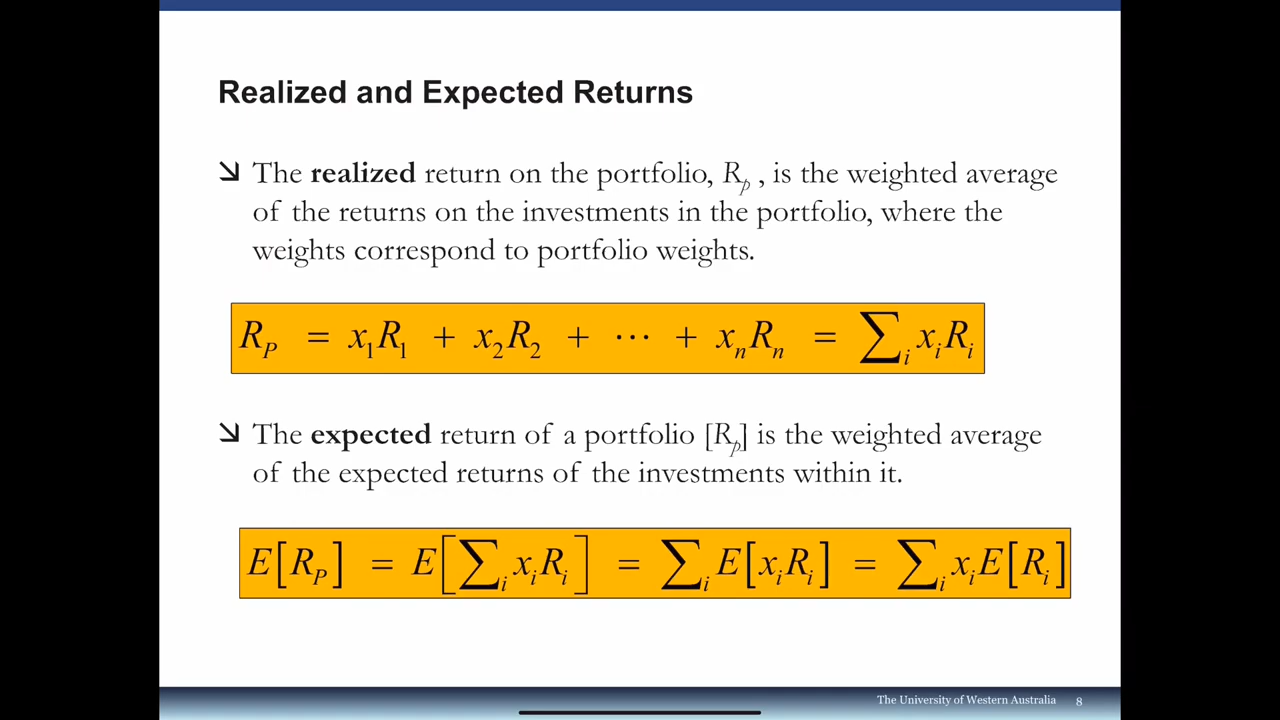 Realized and Expected Returns
The realized return on the portfolio, Rp , is the weighted average
of the returns on the investments in the portfolio, where the
weights correspond to portfolio weights.
R_P = x_1R_1 + x_2R_2 + ⋯ + x_nR_n = ∑_i x_iR_i
The expected return of a portfolio [Rp] is the weighted average
of the expected returns of the investments within it.
E[R_P] = E[∑_i x_iR_i] = ∑_i E[x_iR_i] = ∑_i x_iE[R_i]
The University of Western Australia 8